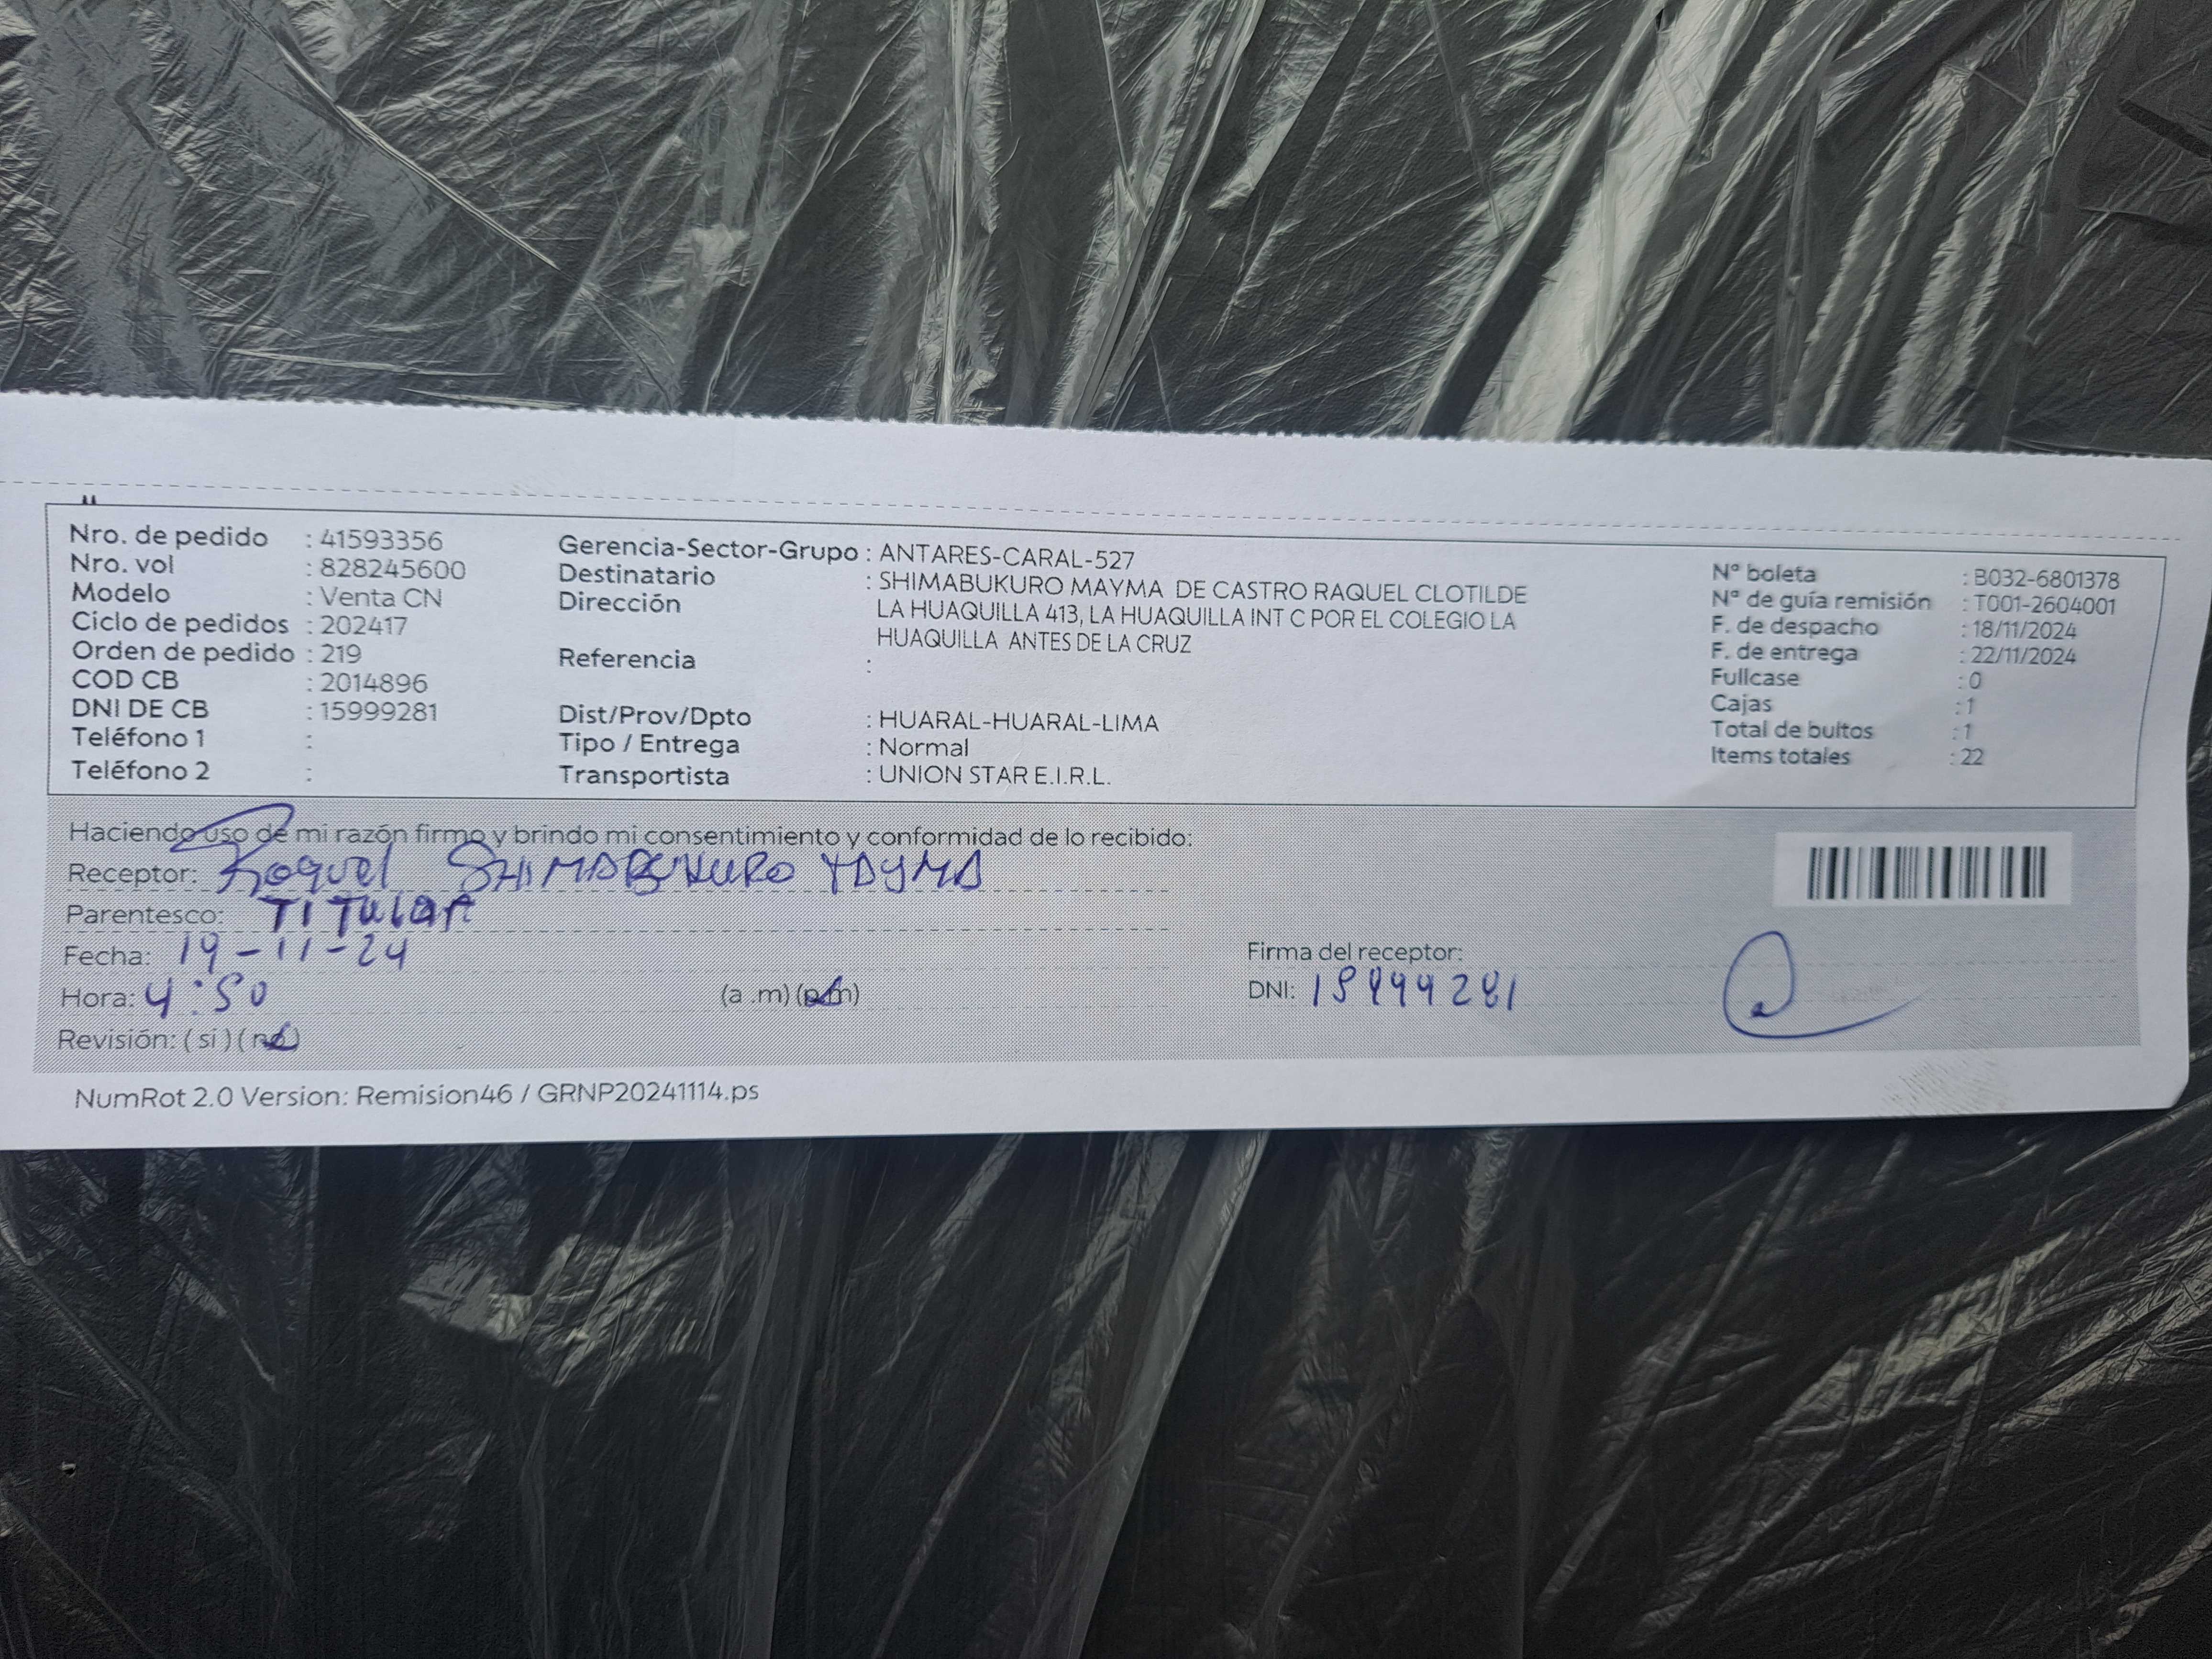 Nro. de pedido : 41593356
Nro. vol : 828245600
Modelo : Venta CN
Ciclo de pedidos : 202417
Orden de pedido : 219
COD CB : 2014896
DNI DE CB : 15999281
Teléfono 1 :
Teléfono 2 :
Gerencia-Sector-Grupo : ANTARES-CARAL-527
Destinatario : SHIMABUKURO MAYMA DE CASTRO RAQUEL CLOTILDE
Dirección LA HUAQUILLA 413, LA HUAQUILLA INT C POR EL COLEGIO LA
HUAQUILLA ANTES DE LA CRUZ
Referencia :
Dist/Prov/Dpto : HUARAL-HUARAL-LIMA
Tipo / Entrega : Normal
Transportista : UNION STAR E.I.R.L.
N° boleta : B032-6801378
N° de guía remisión : T001-2604001
F. de despacho : 18/11/2024
F. de entrega : 22/11/2024
Fullcase : 0
Cajas : 1
Total de bultos : 1
Items totales : 22
Haciendo uso de mi razón firmo y brindo mi consentimiento y conformidad de lo recibido:
Receptor: Raquel SHIMABUKURO
Parentesco: TITULAR
Fecha: 19-11-24
Hora: 4:50 (a .m) (p.m)
Revisión: ( si ) ( no )
Firma del receptor:
DNI: 15999281
NumRot 2.0 Version: Remision46 / GRNP20241114.ps